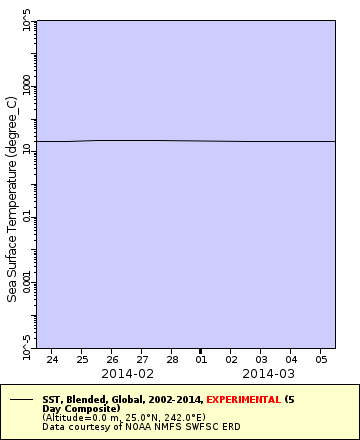 10^5
1000
10
0.1
0.001
10^-5
Sea Surface Temperature (degree_C)
24 25 26 27 28 01 02 03 04 05
2014-02 2014-03
SST, Blended, Global, 2002-2014, EXPERIMENTAL (5
Day Composite)
(Altitude=0.0 m, 25.0°N, 242.0°E)
Data courtesy of NOAA NMFS SWFSC ERD